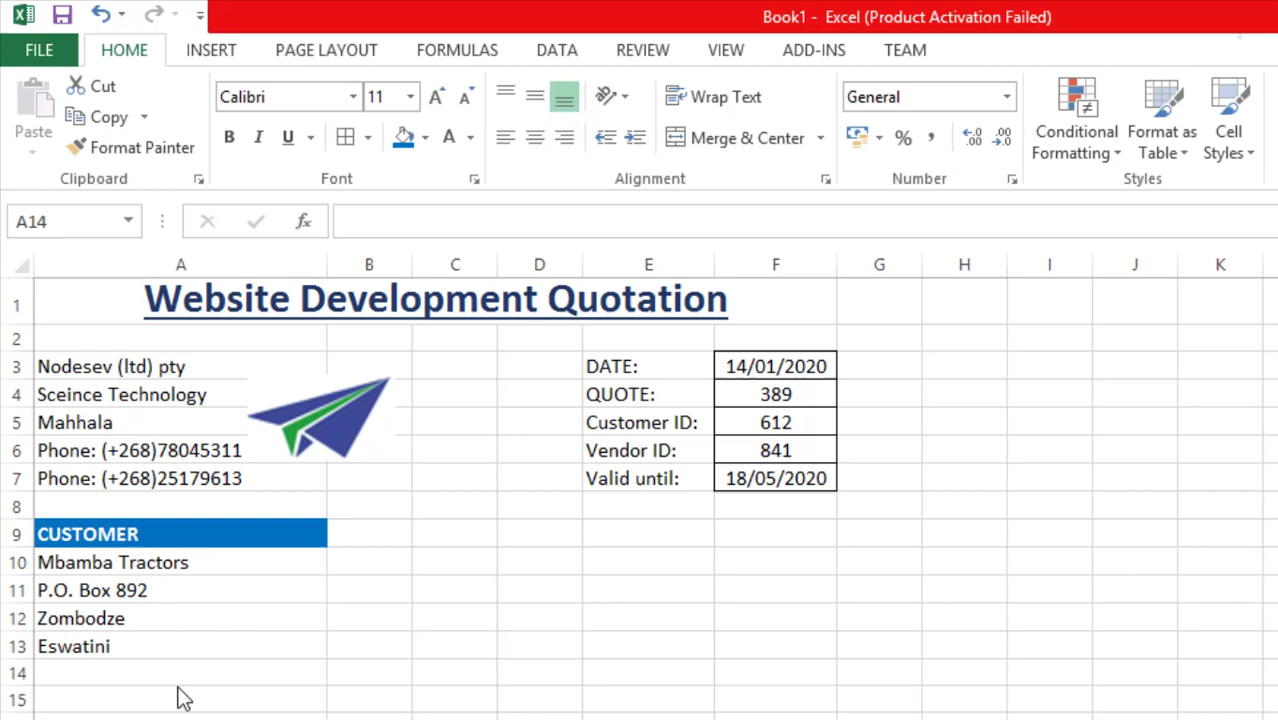 Book1 - Excel (Product Activation Failed)
FILE HOME INSERT PAGE LAYOUT FORMULAS DATA REVIEW VIEW ADD-INS TEAM
Paste
Cut
Copy
Format Painter
Clipboard
Calibri 11
B I U A
Font
Wrap Text
Merge & Center
Alignment
General
% ,
Number
Conditional Formatting
Format as Table
Cell Styles
Styles
A14 fx
A B C D E F G H I J K
1 Website Development Quotation
2
3 Nodesev (ltd) pty DATE: 14/01/2020
4 Sceince Technology QUOTE: 389
5 Mahhala Customer ID: 612
6 Phone: (+268)78045311 Vendor ID: 841
7 Phone: (+268)25179613 Valid until: 18/05/2020
8
9 CUSTOMER
10 Mbamba Tractors
11 P.O. Box 892
12 Zombodze
13 Eswatini
14
15